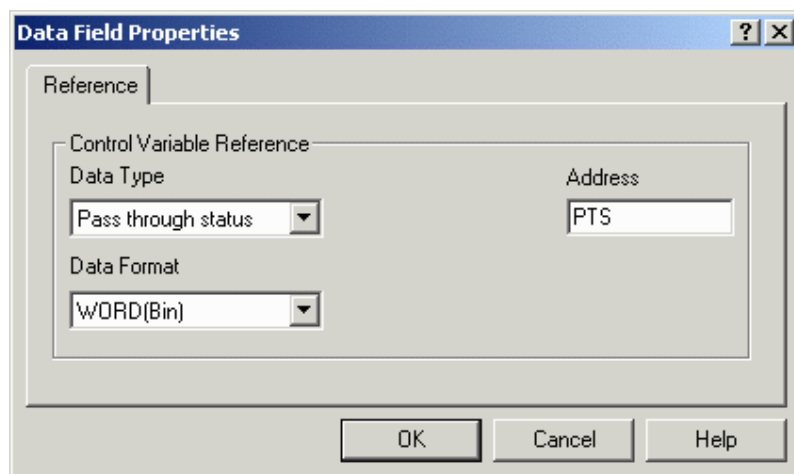 Data Field Properties
Reference
Control Variable Reference
Data Type Address
Pass through status PTS
Data Format
WORD(Bin)
OK Cancel Help